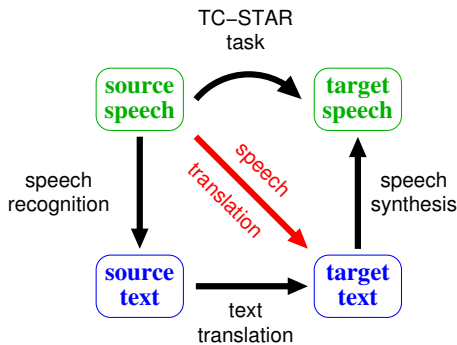 TC−STAR
task
source
speech
target
speech
speech
translation
speech
recognition
speech
synthesis
source
text
target
text
text
translation